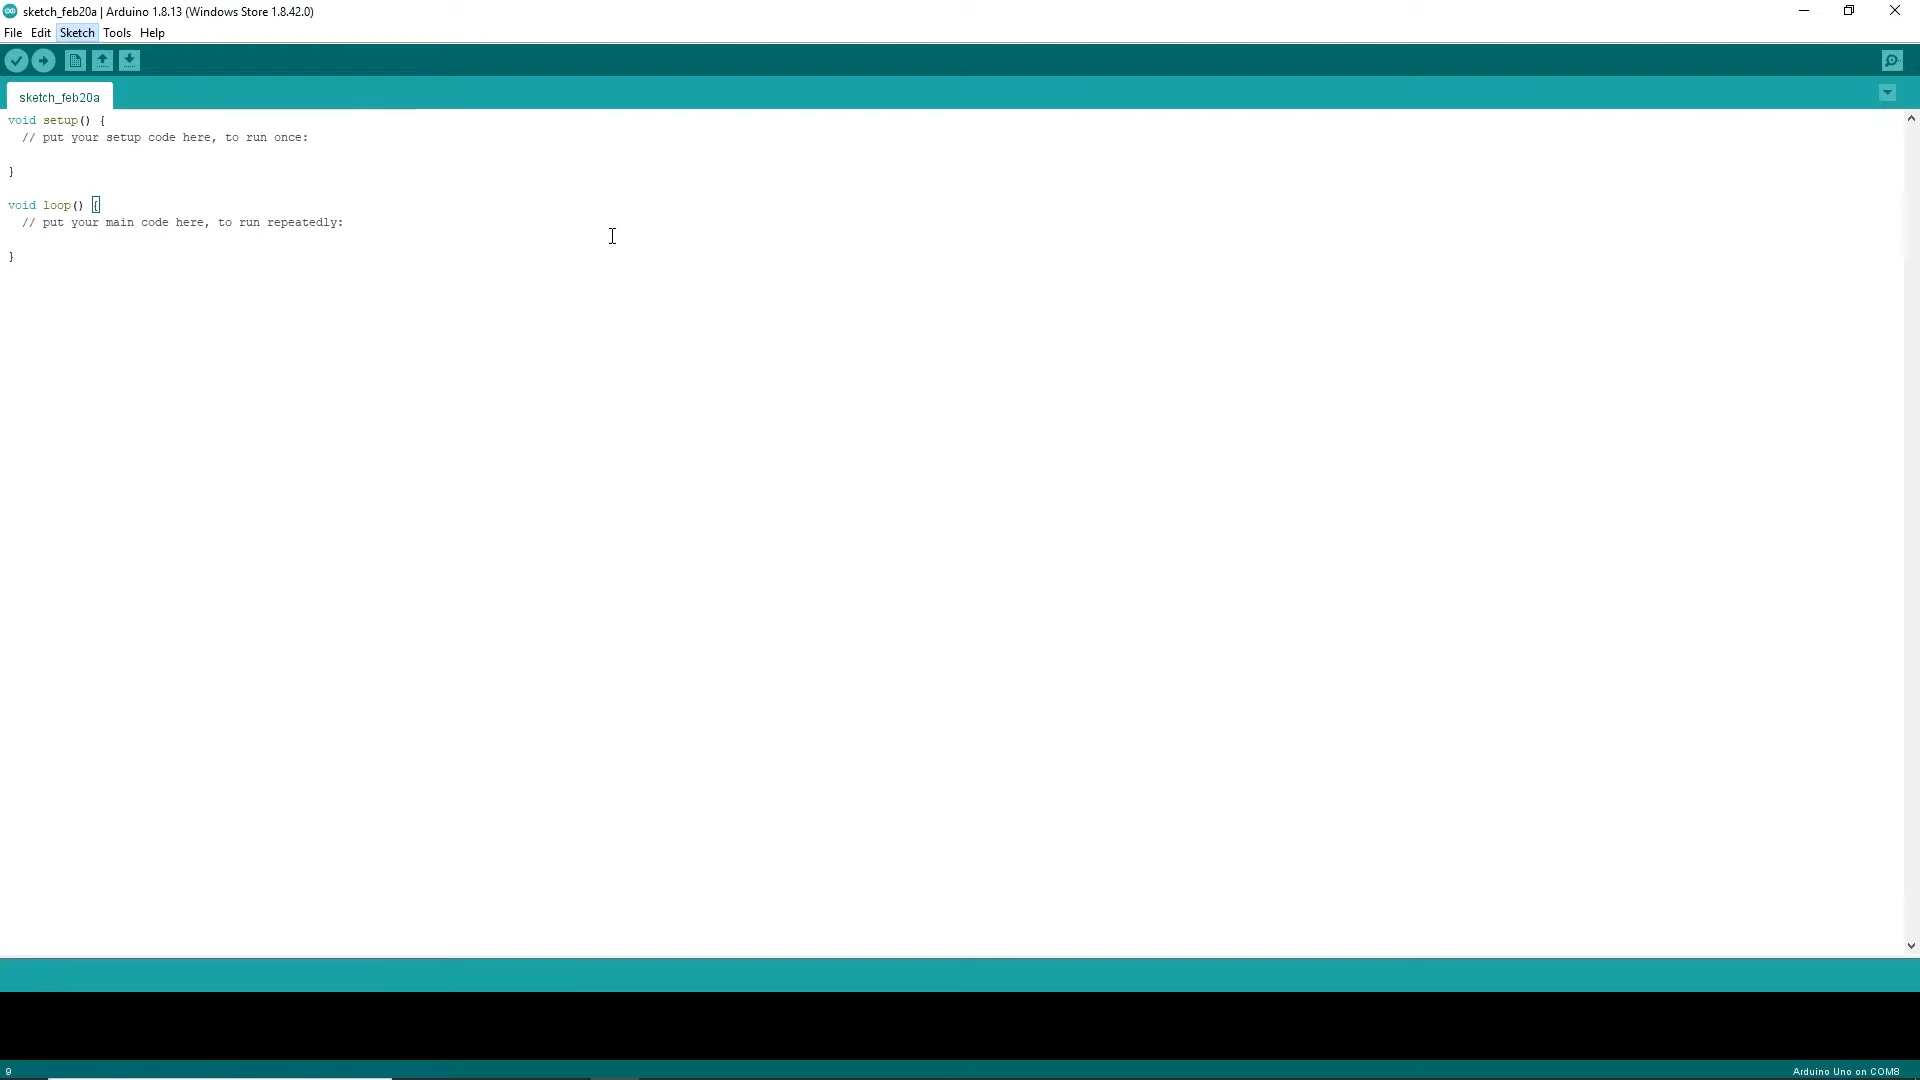 sketch_feb20a | Arduino 1.8.13 (Windows Store 1.8.42.0)
File Edit Sketch Tools Help
sketch_feb20a
void setup() {
// put your setup code here, to run once:
}
void loop() {
// put your main code here, to run repeatedly:
}
9
Arduino Uno on COM8